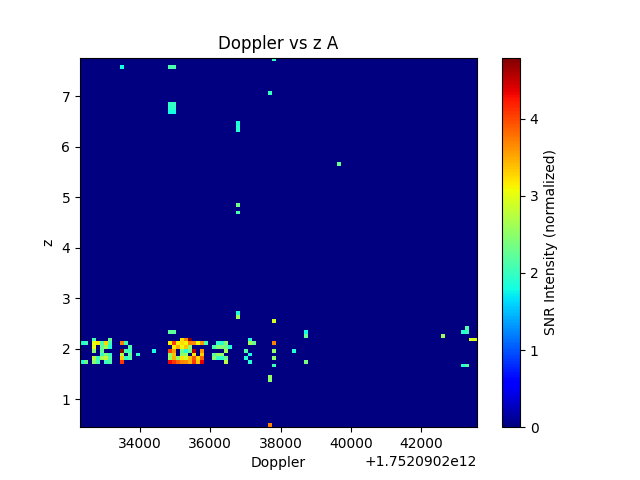 Doppler vs z A
7
6
5
4
3
2
1
z
34000 36000 38000 40000 42000
Doppler
+1.7520902e12
4
3
2
1
0
SNR Intensity (normalized)